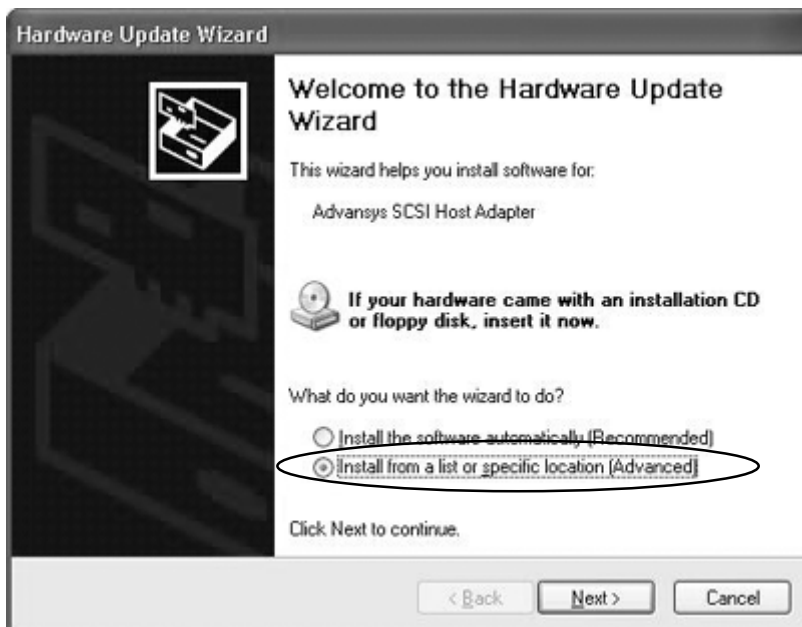 Hardware Update Wizard
Welcome to the Hardware Update
Wizard
This wizard helps you install software for:
Advansys SCSI Host Adapter
If your hardware came with an installation CD
or floppy disk, insert it now.
What do you want the wizard to do?
Install the software automatically (Recommended)
Install from a list or specific location (Advanced)
Click Next to continue.
< Back
Next >
Cancel